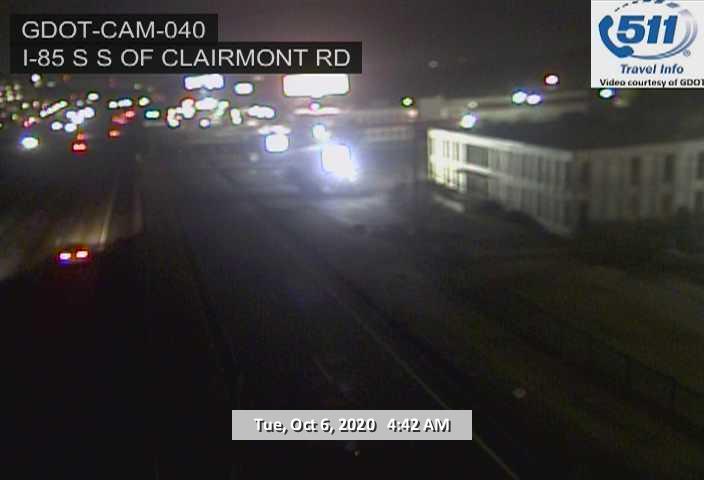 GDOT-CAM-040
I-85 S S OF CLAIRMONT RD
511
Travel Info
Video courtesy of GDOT
Tue, Oct 6, 2020 4:42 AM